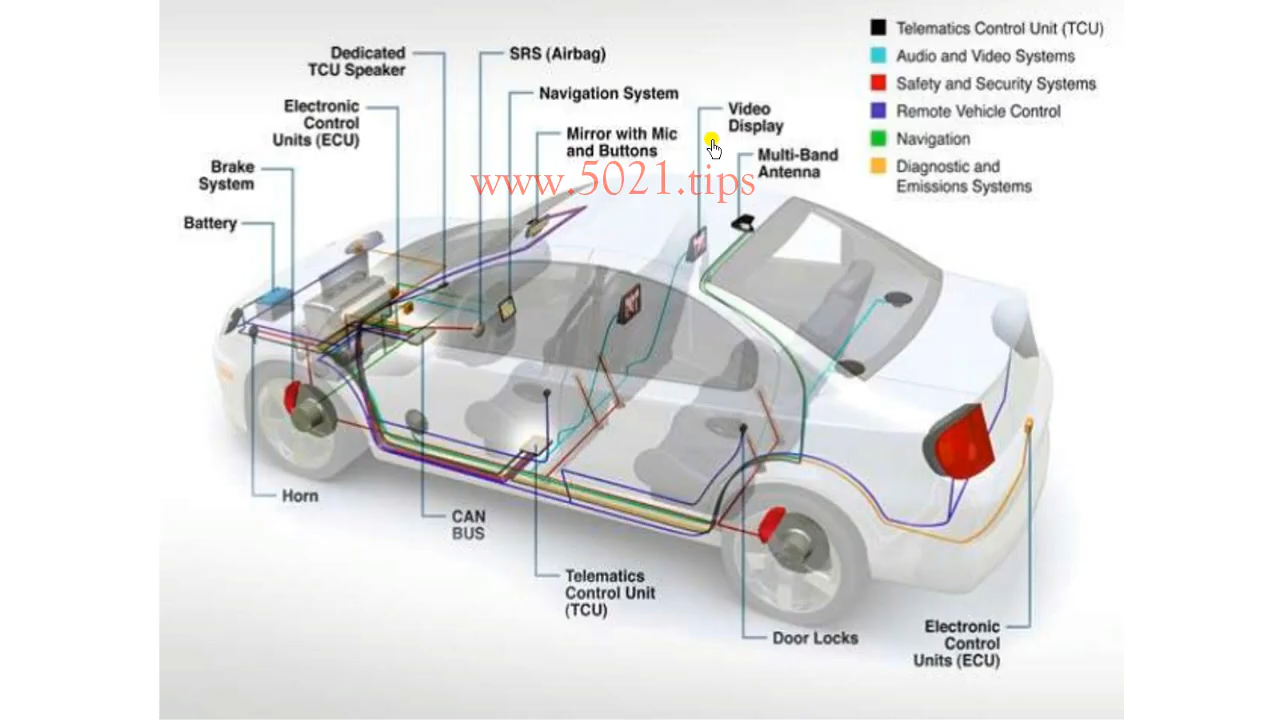 Dedicated
TCU Speaker
SRS (Airbag)
Electronic
Control
Units (ECU)
Navigation System
Mirror with Mic
and Buttons
Video
Display
Multi-Band
Antenna
Brake
System
Battery
www.5021.tips
Telematics Control Unit (TCU)
Audio and Video Systems
Safety and Security Systems
Remote Vehicle Control
Navigation
Diagnostic and
Emissions Systems
Horn
CAN
BUS
Telematics
Control Unit
(TCU)
Door Locks
Electronic
Control
Units (ECU)